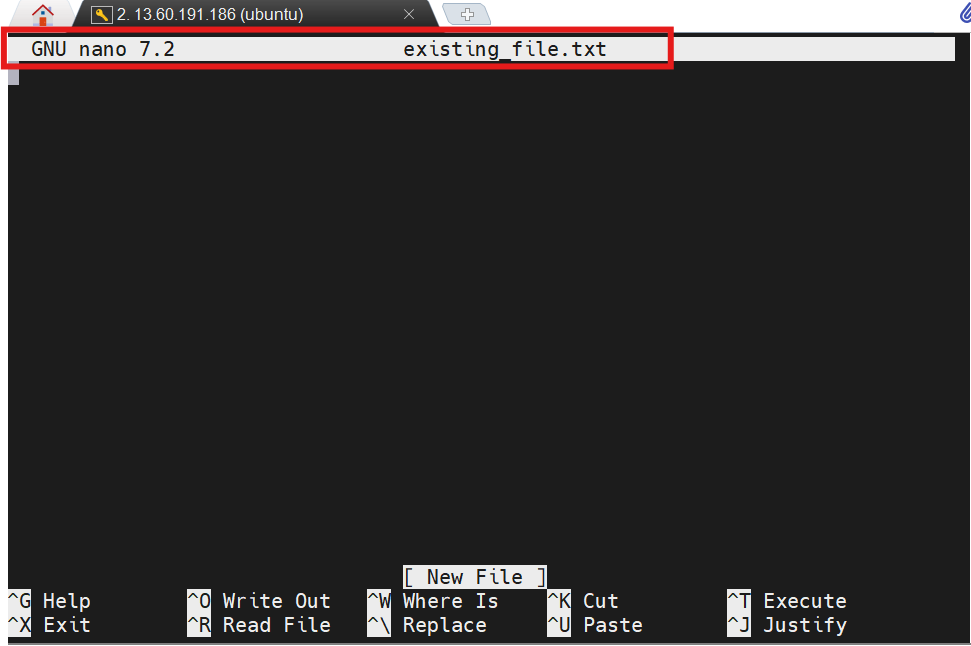 2. 13.60.191.186 (ubuntu)
GNU nano 7.2 existing_file.txt
[ New File ]
^G Help ^O Write Out ^W Where Is ^K Cut ^T Execute
^X Exit ^R Read File ^\ Replace ^U Paste ^J Justify